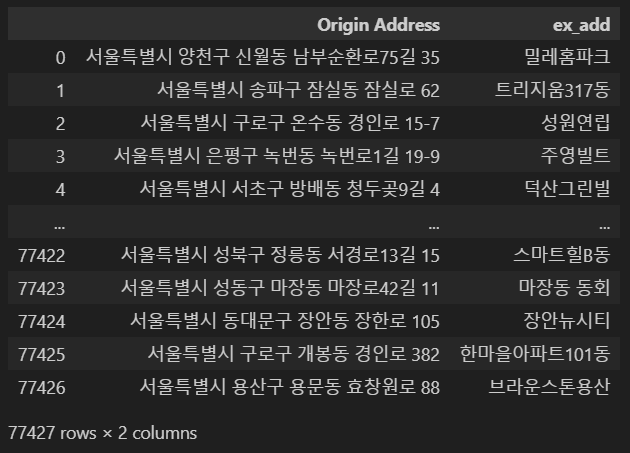 Origin Address ex_add
0 서울특별시 양천구 신월동 남부순환로75길 35 밀레홈파크
1 서울특별시 송파구 잠실동 잠실로 62 트리지움317동
2 서울특별시 구로구 온수동 경인로 15-7 성원연립
3 서울특별시 은평구 녹번동 녹번로1길 19-9 주영빌트
4 서울특별시 서초구 방배동 청두곶9길 4 덕산그린빌
... ... ...
77422 서울특별시 성북구 정릉동 서경로13길 15 스마트힐B동
77423 서울특별시 성동구 마장동 마장로42길 11 마장동 동회
77424 서울특별시 동대문구 장안동 장한로 105 장안뉴시티
77425 서울특별시 구로구 개봉동 경인로 382 한마을아파트101동
77426 서울특별시 용산구 용문동 효창원로 88 브라운스톤용산
77427 rows × 2 columns